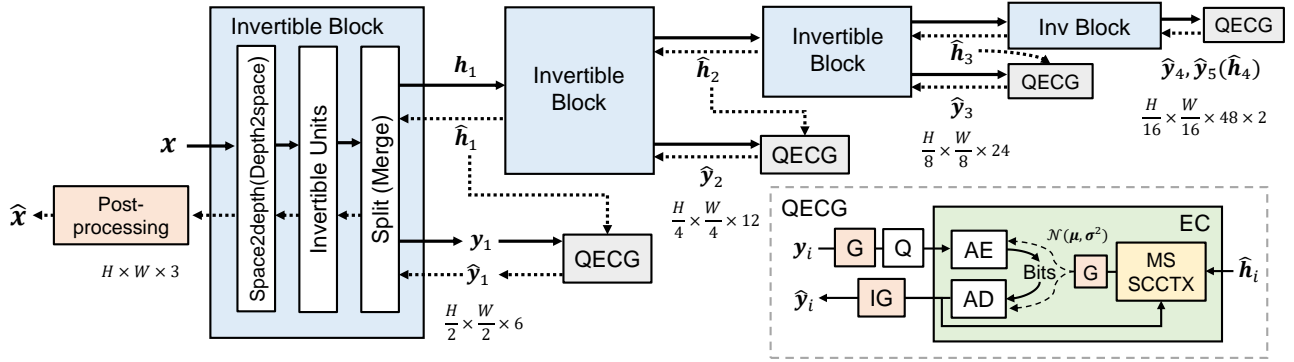 Invertible Block
Space2depth(Depth2space)
Invertible Units
Split (Merge)
x
x̂
Post-
processing
H × W × 3
h₁
ĥ₁
y₁
ŷ₁
QECG
H/2 × W/2 × 6
Invertible
Block
ĥ₂
ŷ₂
QECG
H/4 × W/4 × 12
Invertible
Block
ĥ₃
ŷ₃
QECG
H/8 × W/8 × 24
Inv Block
QECG
ŷ₄, ŷ₅(ĥ₄)
H/16 × W/16 × 48 × 2
QECG
EC
yᵢ
G
Q
AE
𝒩(μ, σ²)
Bits
G
MS
SCCTX
ĥᵢ
ŷᵢ
IG
AD